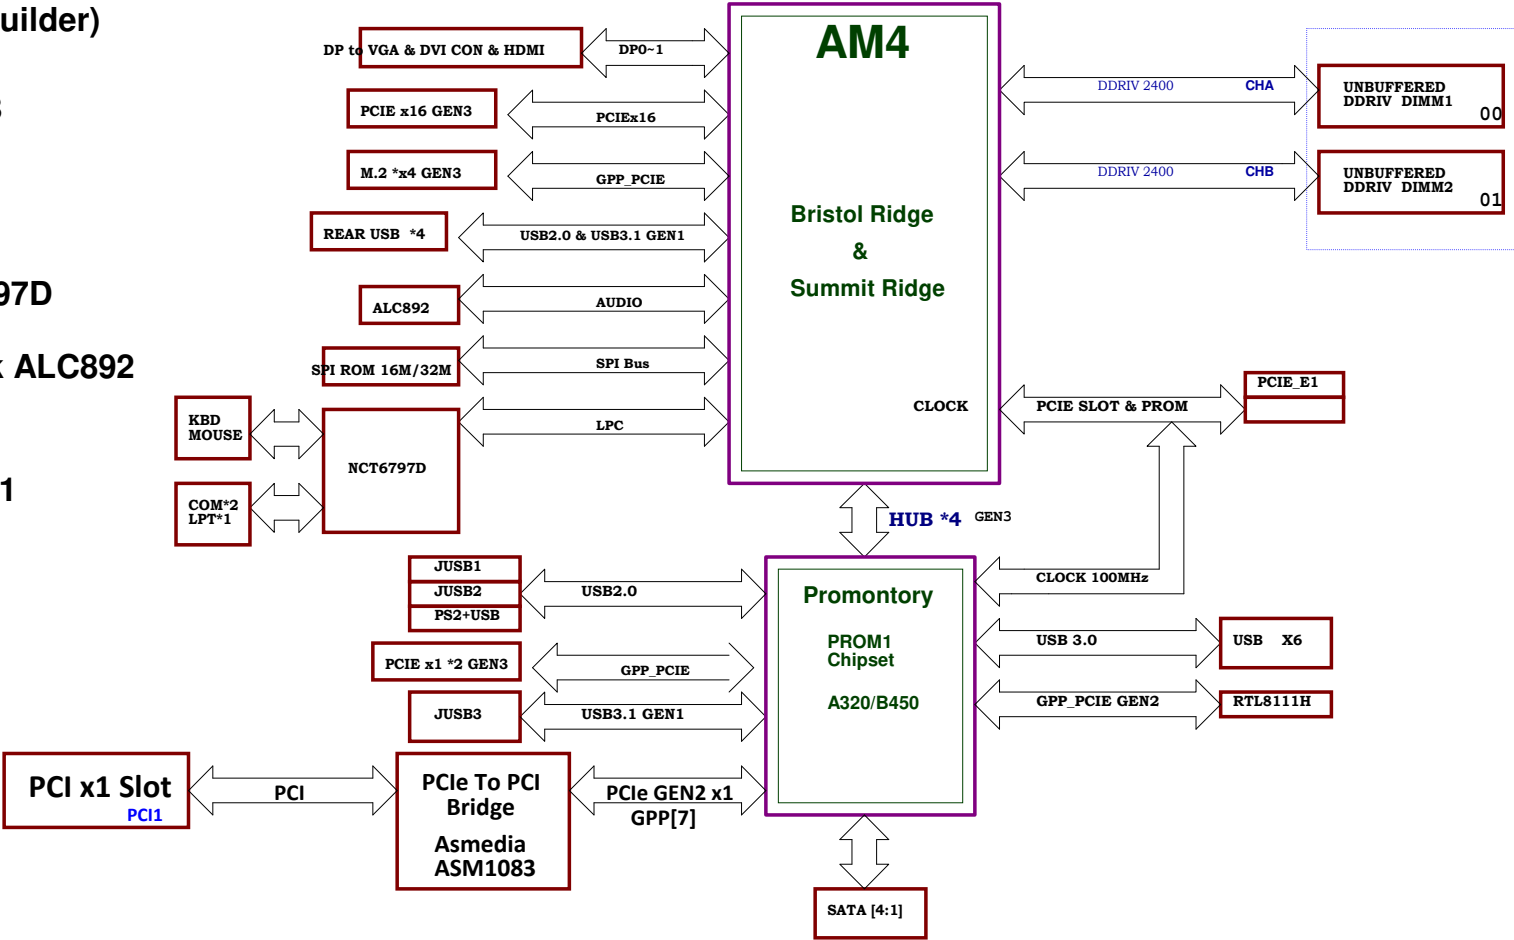 uilder)
97D
ALC892
1
DP to VGA & DVI CON & HDMI
DP0~1
PCIE x16 GEN3
PCIEx16
M.2 *x4 GEN3
GPP_PCIE
REAR USB *4
USB2.0 & USB3.1 GEN1
ALC892
AUDIO
SPI ROM 16M/32M
SPI Bus
KBD
MOUSE
COM*2
LPT*1
NCT6797D
LPC
AM4
Bristol Ridge
&
Summit Ridge
CLOCK
DDRIV 2400 CHA
UNBUFFERED
DDRIV DIMM1
00
DDRIV 2400 CHB
UNBUFFERED
DDRIV DIMM2
01
PCIE SLOT & PROM
PCIE_E1
HUB *4 GEN3
CLOCK 100MHz
JUSB1
JUSB2
PS2+USB
USB2.0
PCIE x1 *2 GEN3
GPP_PCIE
JUSB3
USB3.1 GEN1
Promontory
PROM1
Chipset
A320/B450
USB 3.0
USB X6
GPP_PCIE GEN2
RTL8111H
PCI x1 Slot
PCI1
PCI
PCIe To PCI
Bridge
Asmedia
ASM1083
PCIe GEN2 x1
GPP[7]
SATA [4:1]